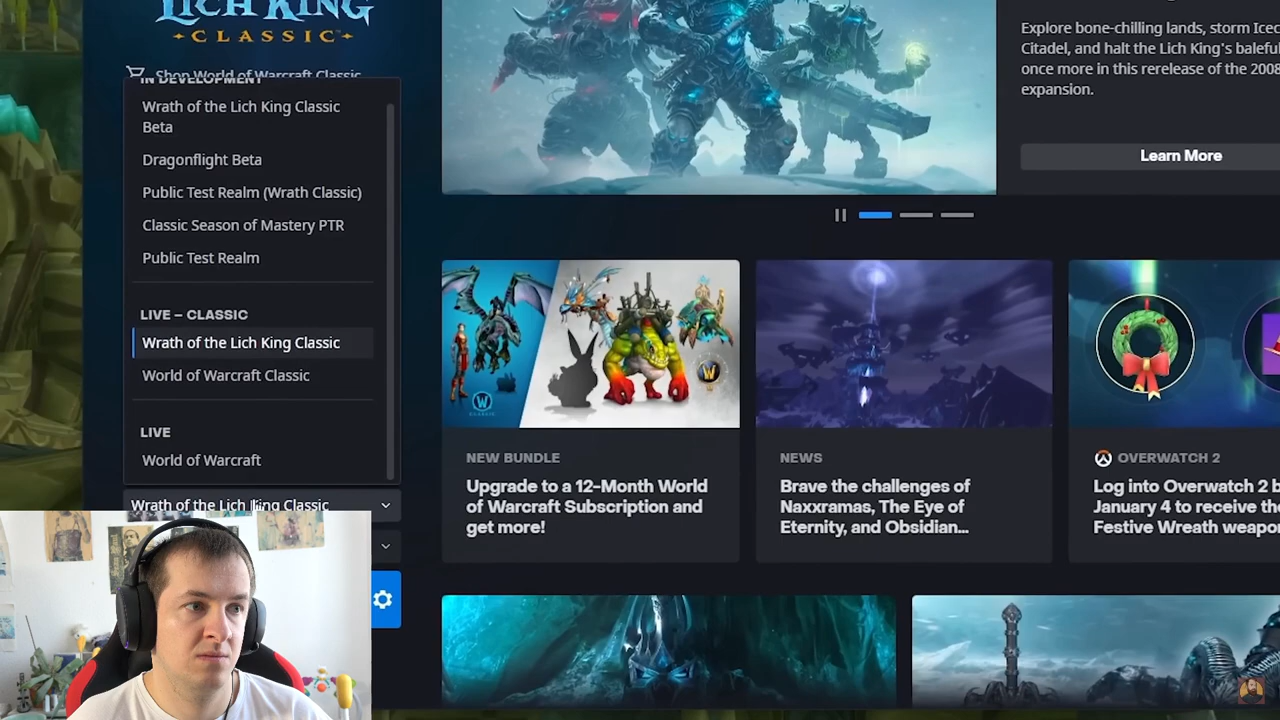 LICH KING
CLASSIC
Shop World of Warcraft Classic
IN DEVELOPMENT
Wrath of the Lich King Classic
Beta
Dragonflight Beta
Public Test Realm (Wrath Classic)
Classic Season of Mastery PTR
Public Test Realm
LIVE – CLASSIC
Wrath of the Lich King Classic
World of Warcraft Classic
LIVE
World of Warcraft
Wrath of the Lich King Classic
Explore bone-chilling lands, storm Icec
Citadel, and halt the Lich King's baleful
once more in this rerelease of the 2008
expansion.
Learn More
NEW BUNDLE
Upgrade to a 12-Month World
of Warcraft Subscription and
get more!
NEWS
Brave the challenges of
Naxxramas, The Eye of
Eternity, and Obsidian...
OVERWATCH 2
Log into Overwatch 2 b
January 4 to receive the
Festive Wreath weapon